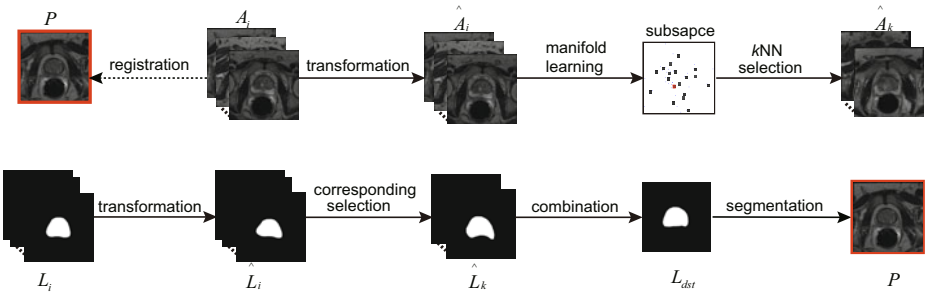 P
A_i
Â_i
Â_k
registration
transformation
manifold
learning
subsapce
kNN
selection
transformation
corresponding
selection
combination
segmentation
L_i
L̂_i
L̂_k
L_dst
P